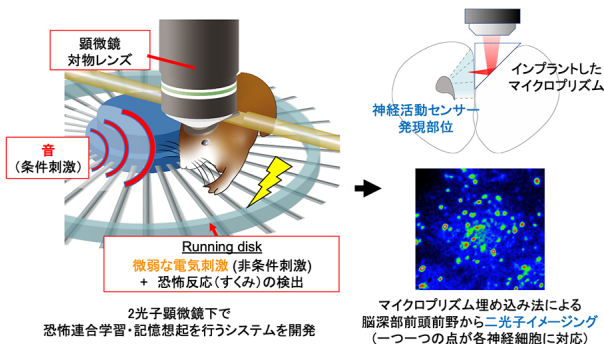 顕微鏡
対物レンズ
音
(条件刺激)
Running disk
微弱な電気刺激 (非条件刺激)
+ 恐怖反応(すくみ)の検出
2光子顕微鏡下で
恐怖連合学習・記憶想起を行うシステムを開発
インプラントした
マイクロプリズム
神経活動センサー
発現部位
マイクロプリズム埋め込み法による
脳深部前頭前野から二光子イメージング
(一つ一つの点が各神経細胞に対応)